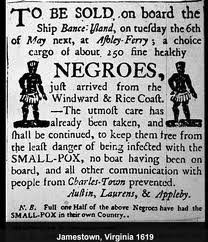 TO BE SOLD on board the
Ship Bance-Island, on tuesday the 6th
of May next, at Ashley-Ferry; a choice
cargo of about 250 fine healthy
NEGROES,
just arrived from the
Windward & Rice Coast.
—The utmost care has
already been taken, and
shall be continued, to keep them free from
the least danger of being infected with the
SMALL-POX, no boat having been on
board, and all other communication with
people from Charles-Town prevented.
Austin, Laurens, & Appleby.
N. B. Full one Half of the above Negroes have had the
SMALL-POX in their own Country.
Jamestown, Virginia 1619